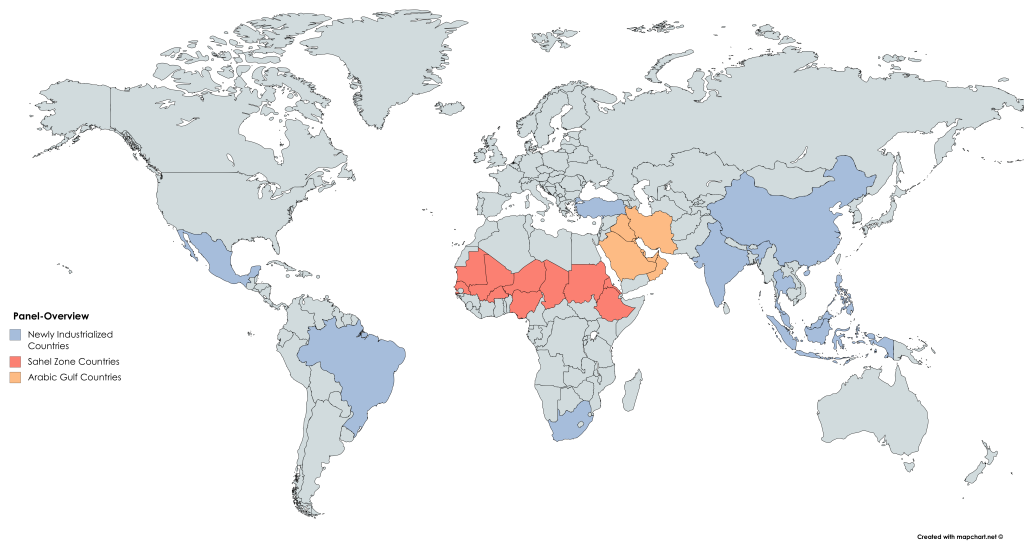 Panel-Overview
Newly Industrialized
Countries
Sahel Zone Countries
Arabic Gulf Countries
Created with mapchart.net ©